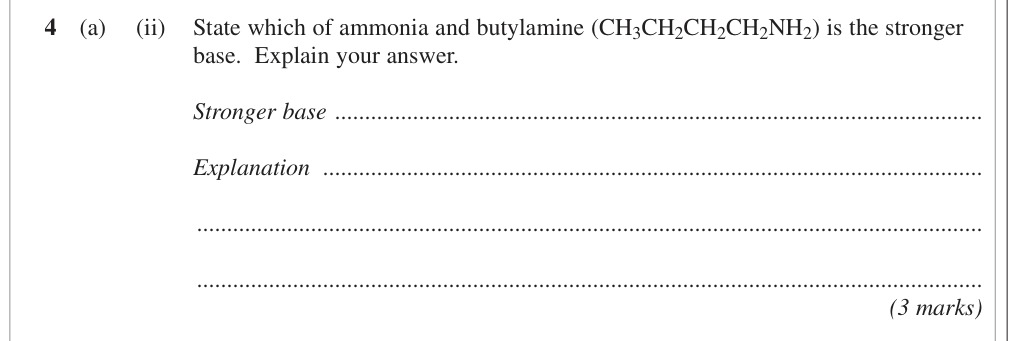 4 (a) (ii) State which of ammonia and butylamine (CH₃CH₂CH₂CH₂NH₂) is the stronger
base. Explain your answer.
Stronger base ..............................................................................................................
Explanation ................................................................................................................
.....................................................................................................................................
.....................................................................................................................................
(3 marks)